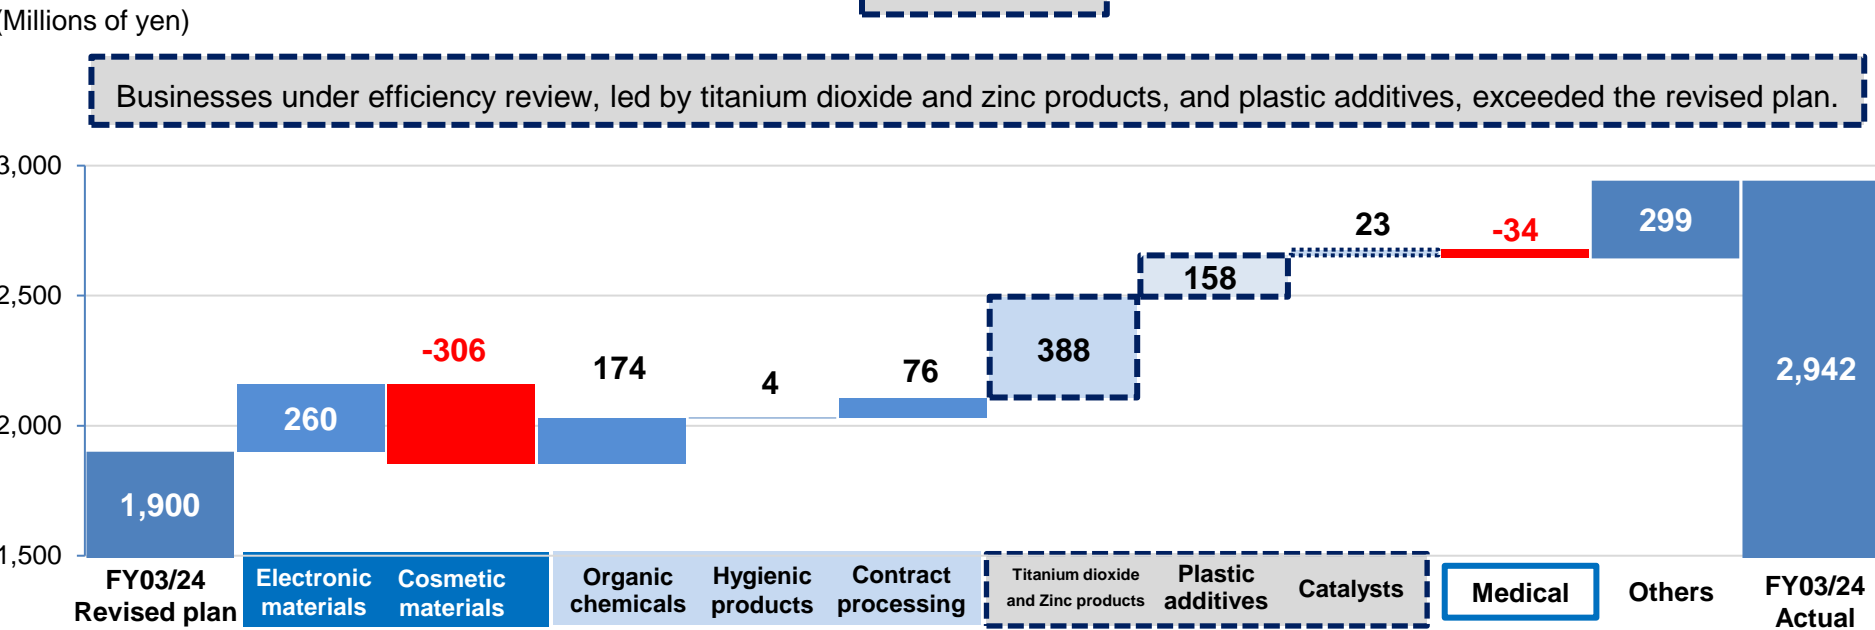 (Millions of yen)
Businesses under efficiency review, led by titanium dioxide and zinc products, and plastic additives, exceeded the revised plan.
3,000
2,500
2,000
1,500
1,900
260
-306
174
4
76
388
158
23
-34
299
2,942
FY03/24
Revised plan
Electronic
materials
Cosmetic
materials
Organic
chemicals
Hygienic
products
Contract
processing
Titanium dioxide
and Zinc products
Plastic
additives
Catalysts
Medical
Others
FY03/24
Actual